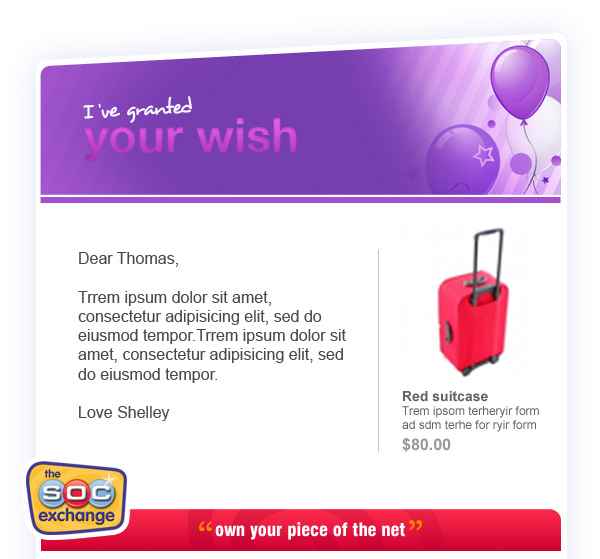 I've granted
your wish
Dear Thomas,
Trrem ipsum dolor sit amet,
consectetur adipisicing elit, sed do
eiusmod tempor.Trrem ipsum dolor sit
amet, consectetur adipisicing elit, sed
do eiusmod tempor.
Love Shelley
Red suitcase
Trem ipsom terheryir form
ad sdm terhe for ryir form
$80.00
the
SOC
exchange
“own your piece of the net”